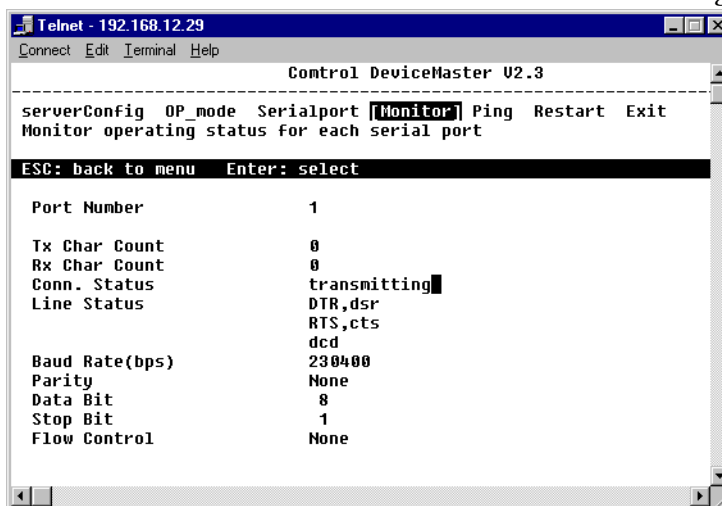 Telnet - 192.168.12.29
Connect Edit Terminal Help
Comtrol DeviceMaster V2.3
serverConfig OP_mode Serialport [Monitor] Ping Restart Exit
Monitor operating status for each serial port
ESC: back to menu Enter: select
Port Number 1
Tx Char Count 0
Rx Char Count 0
Conn. Status transmitting
Line Status DTR,dsr
RTS,cts
dcd
Baud Rate(bps) 230400
Parity None
Data Bit 8
Stop Bit 1
Flow Control None